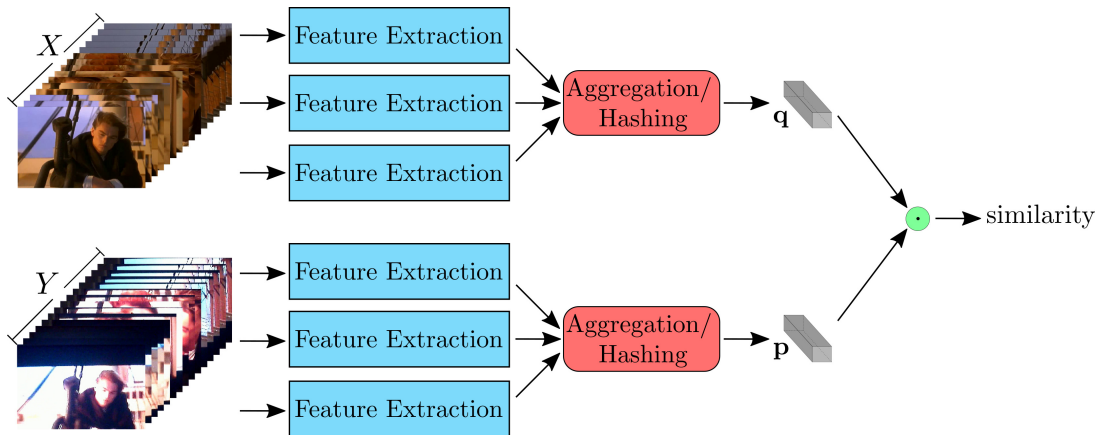 X
Feature Extraction
Feature Extraction
Feature Extraction
Aggregation/
Hashing
q
similarity
Y
Feature Extraction
Feature Extraction
Feature Extraction
Aggregation/
Hashing
p